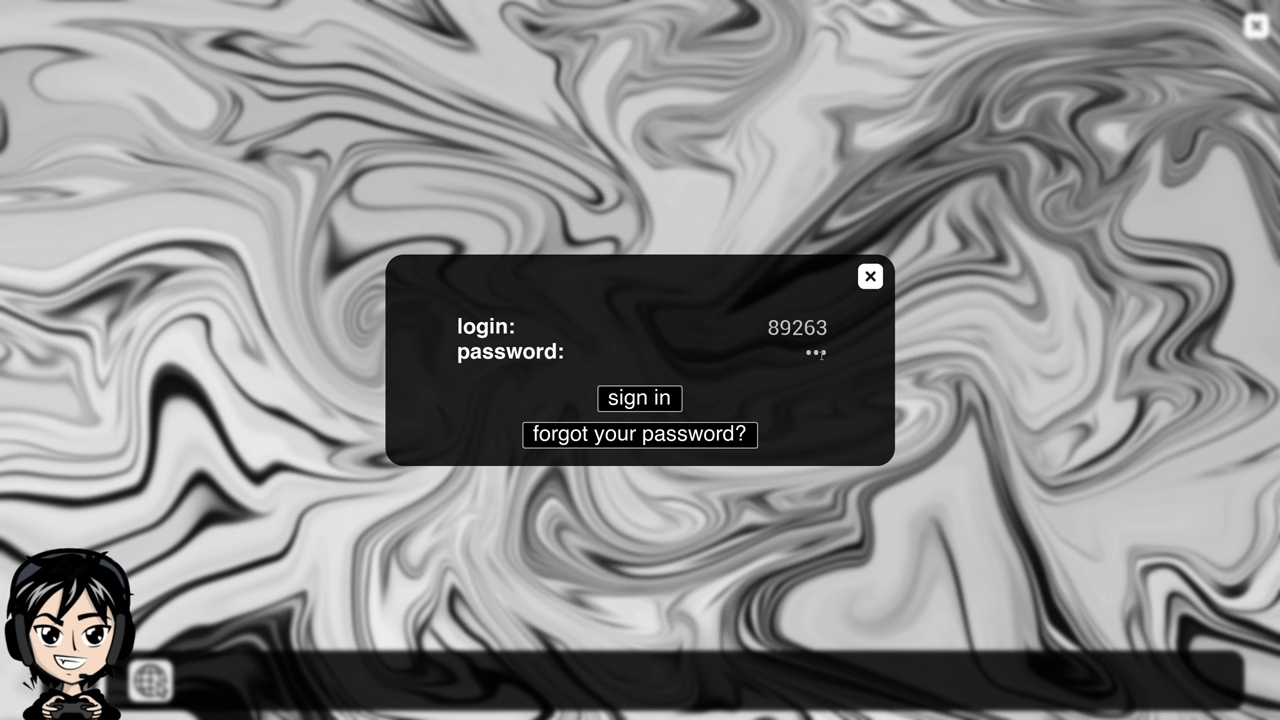 login: 89263
password: •••
sign in
forgot your password?